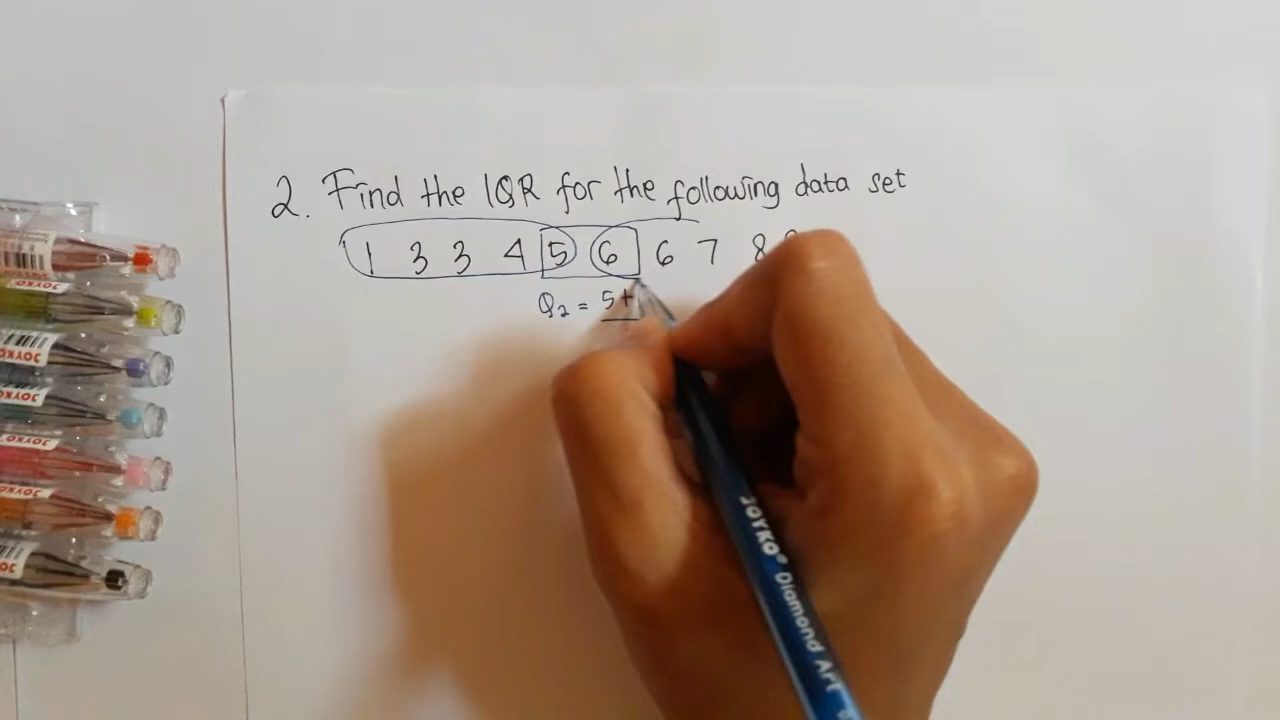 2. Find the IQR for the following data set
1 3 3 4 5 6 6 7 8
Q2 = 5+
JOYKO
JOYKO
JOYKO
JOYKO
JOYKO
JOYKO
JOYKO® Diamond Art